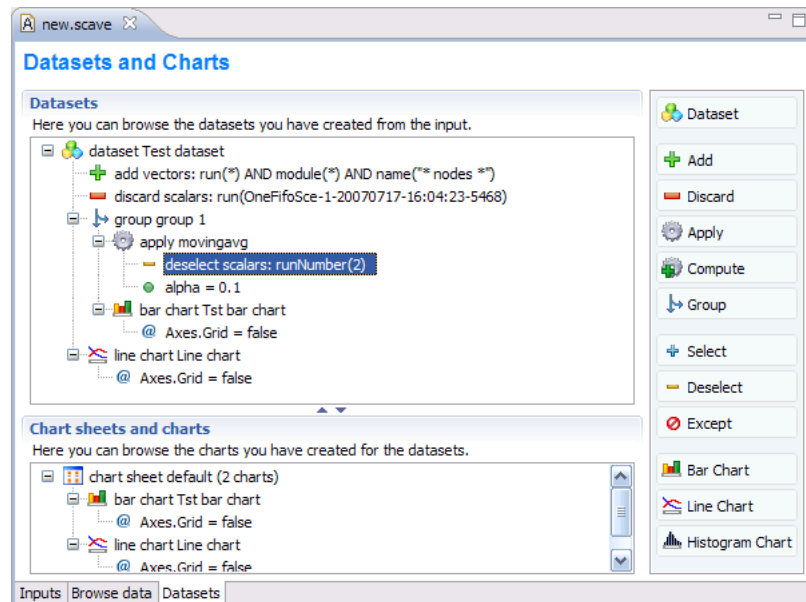 new.scave
Datasets and Charts
Datasets
Here you can browse the datasets you have created from the input.
dataset Test dataset
add vectors: run(*) AND module(*) AND name("* nodes *")
discard scalars: run(OneFifoSce-1-20070717-16:04:23-5468)
group group 1
apply movingavg
deselect scalars: runNumber(2)
alpha = 0.1
bar chart Tst bar chart
@ Axes.Grid = false
line chart Line chart
@ Axes.Grid = false
Chart sheets and charts
Here you can browse the charts you have created for the datasets.
chart sheet default (2 charts)
bar chart Tst bar chart
@ Axes.Grid = false
line chart Line chart
@ Axes.Grid = false
Dataset
Add
Discard
Apply
Compute
Group
Select
Deselect
Except
Bar Chart
Line Chart
Histogram Chart
Inputs Browse data Datasets